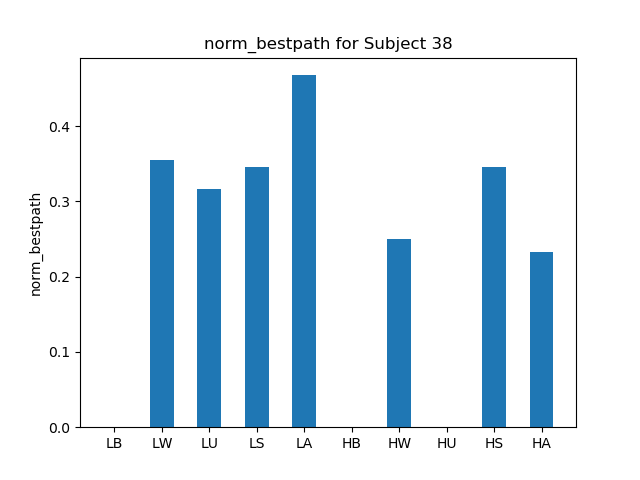 norm_bestpath for Subject 38
norm_bestpath
0.4
0.3
0.2
0.1
0.0
LB LW LU LS LA HB HW HU HS HA